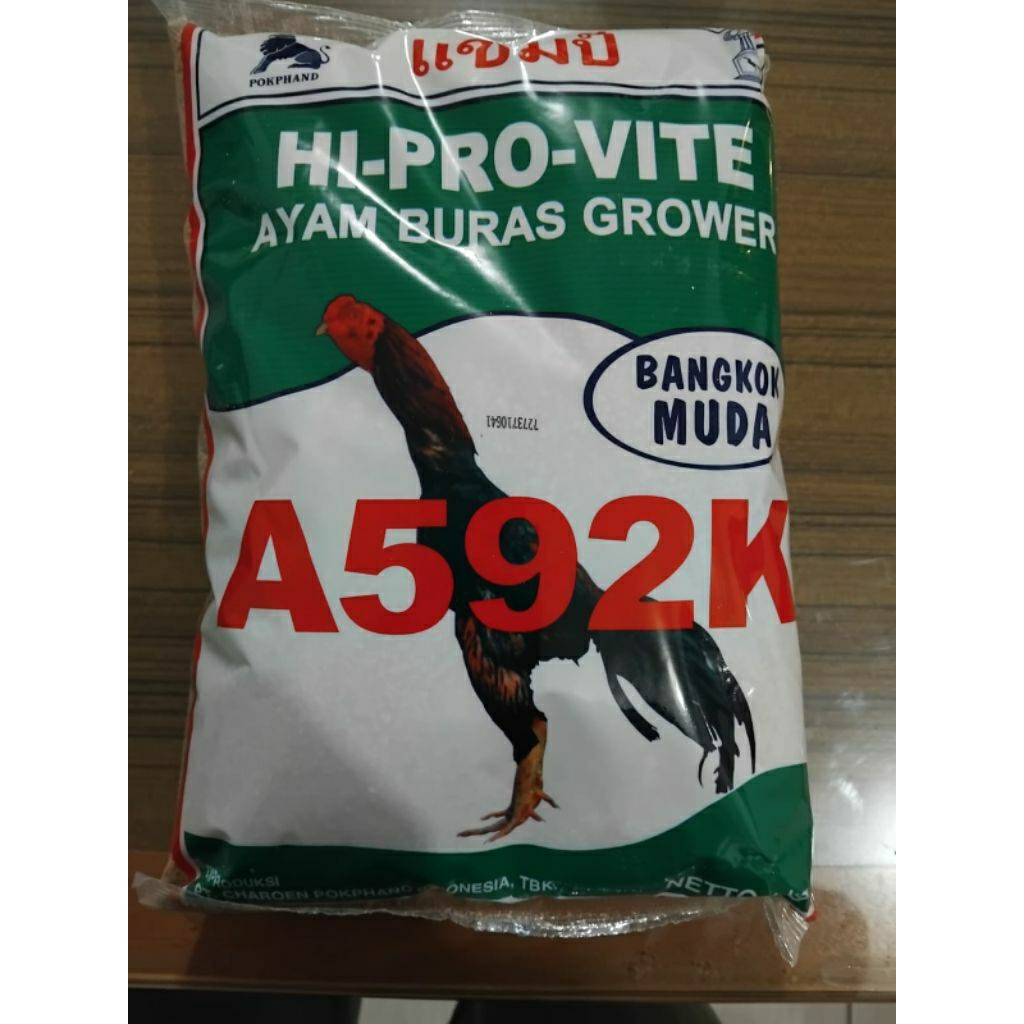 แชมป์
POKPHAND
HI-PRO-VITE
AYAM BURAS GROWER
BANGKOK
MUDA
7273710641
A592K
PRODUKSI
CHAROEN POKPHAND
TBK.
NETTO